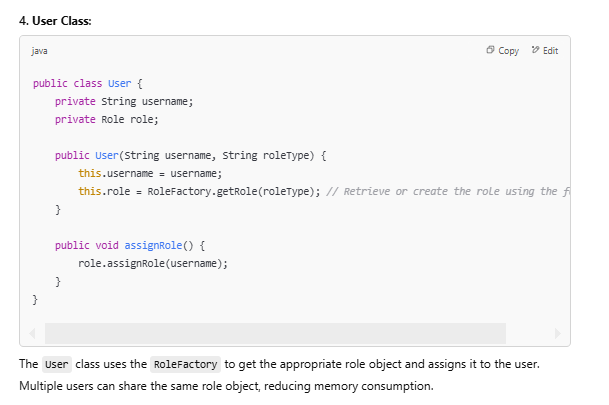 4. User Class:
java Copy Edit
public class User {
    private String username;
    private Role role;

    public User(String username, String roleType) {
        this.username = username;
        this.role = RoleFactory.getRole(roleType); // Retrieve or create the role using the
    }

    public void assignRole() {
        role.assignRole(username);
    }
}
The User class uses the RoleFactory to get the appropriate role object and assigns it to the user.
Multiple users can share the same role object, reducing memory consumption.